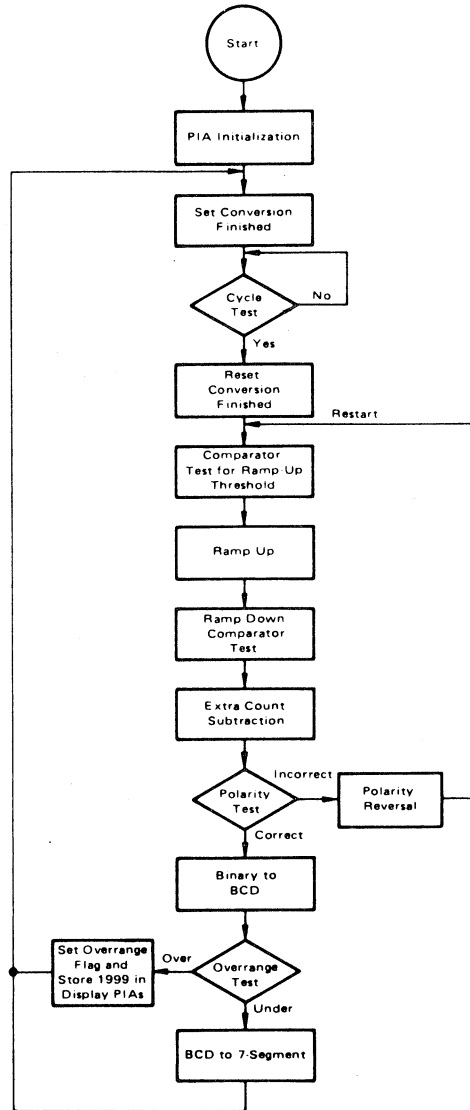 Start
PIA Initialization
Set Conversion
Finished
Cycle
Test
No
Yes
Reset
Conversion
Finished
Restart
Comparator
Test for Ramp-Up
Threshold
Ramp Up
Ramp Down
Comparator
Test
Extra Count
Subtraction
Polarity
Test
Incorrect
Polarity
Reversal
Correct
Binary to
BCD
Set Overrange
Flag and
Store 1999 in
Display PIAs
Over
Overrange
Test
Under
BCD to 7-Segment